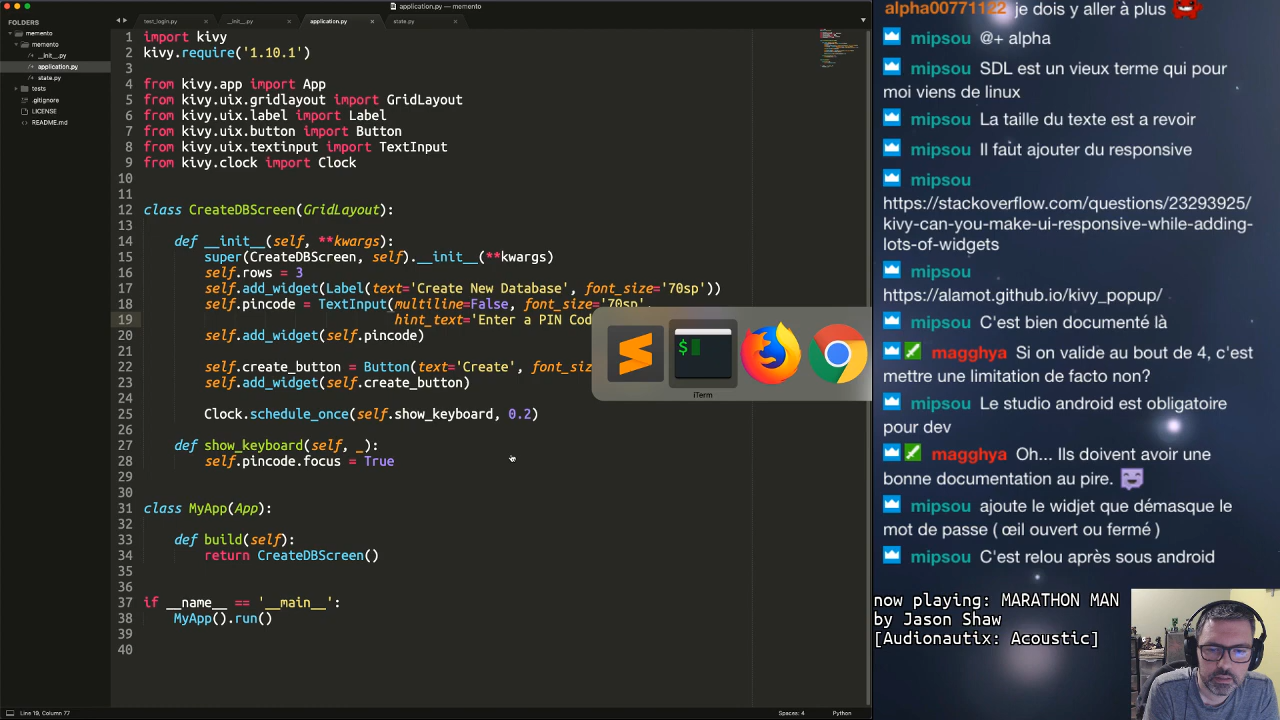 application.py — memento
FOLDERS
memento
memento
__init__.py
application.py
state.py
tests
.gitignore
LICENSE
README.md
test_login.py
__init__.py
application.py
state.py
1 import kivy
2 kivy.require('1.10.1')
3
4 from kivy.app import App
5 from kivy.uix.gridlayout import GridLayout
6 from kivy.uix.label import Label
7 from kivy.uix.button import Button
8 from kivy.uix.textinput import TextInput
9 from kivy.clock import Clock
10
11
12 class CreateDBScreen(GridLayout):
13
14 def __init__(self, **kwargs):
15 super(CreateDBScreen, self).__init__(**kwargs)
16 self.rows = 3
17 self.add_widget(Label(text='Create New Database', font_size='70sp'))
18 self.pincode = TextInput(multiline=False, font_size='70sp',
19 hint_text='Enter a PIN Cod
20 self.add_widget(self.pincode)
21
22 self.create_button = Button(text='Create', font_siz
23 self.add_widget(self.create_button)
24
25 Clock.schedule_once(self.show_keyboard, 0.2)
26
27 def show_keyboard(self, _):
28 self.pincode.focus = True
29
30
31 class MyApp(App):
32
33 def build(self):
34 return CreateDBScreen()
35
36
37 if __name__ == '__main__':
38 MyApp().run()
39
40
$
iTerm
Line 19, Column 77
Spaces: 4
Python
alpha00771122 je dois y aller à plus
mipsou @+ alpha
mipsou SDL est un vieux terme qui pour
moi viens de linux
mipsou La taille du texte est a revoir
mipsou Il faut ajouter du responsive
mipsou
https://stackoverflow.com/questions/23293925/
kivy-can-you-make-ui-responsive-while-adding-
lots-of-widgets
mipsou
https://alamot.github.io/kivy_popup/
mipsou C'est bien documenté là
magghya Si on valide au bout de 4, c'est
mettre une limitation de facto non?
mipsou Le studio android est obligatoire
pour dev
magghya Oh... Ils doivent avoir une
bonne documentation au pire.
mipsou ajoute le widjet que démasque le
mot de passe ( œil ouvert ou fermé )
mipsou C'est relou après sous android
now playing: MARATHON MAN
by Jason Shaw
[Audionautix: Acoustic]